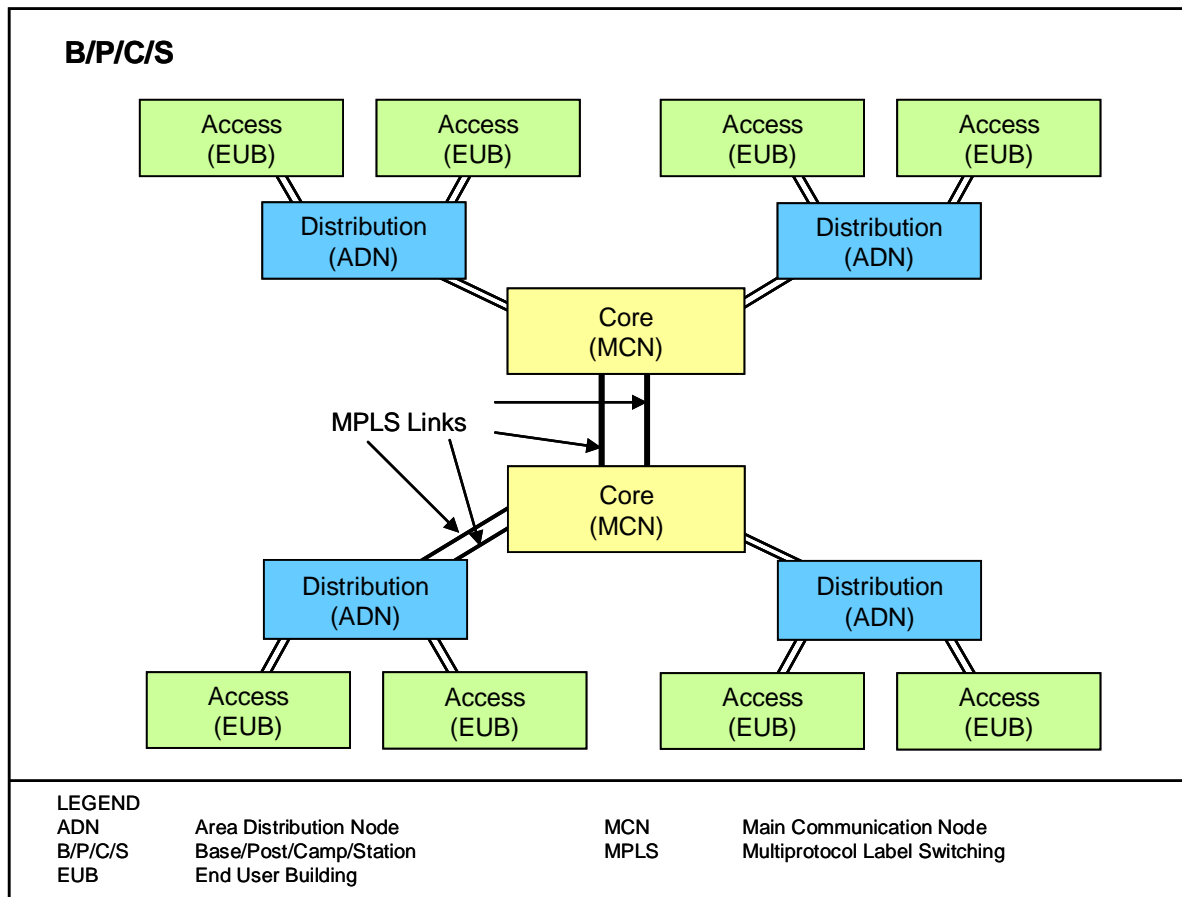 B/P/C/S
Access
(EUB)
Access
(EUB)
Access
(EUB)
Access
(EUB)
Distribution
(ADN)
Distribution
(ADN)
Core
(MCN)
MPLS Links
Core
(MCN)
Distribution
(ADN)
Distribution
(ADN)
Access
(EUB)
Access
(EUB)
Access
(EUB)
Access
(EUB)
LEGEND
ADN Area Distribution Node MCN Main Communication Node
B/P/C/S Base/Post/Camp/Station MPLS Multiprotocol Label Switching
EUB End User Building